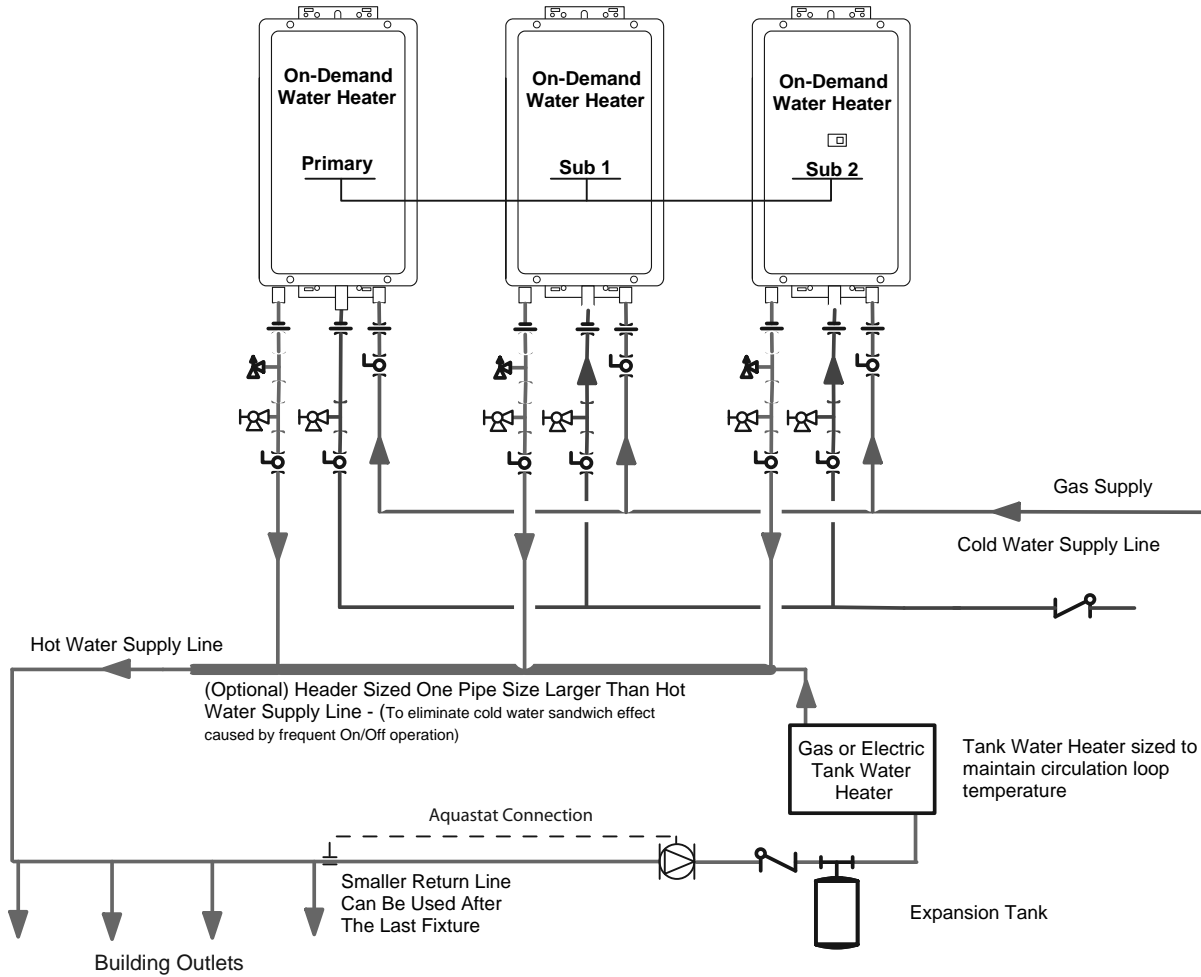 On-Demand
Water Heater
Primary
On-Demand
Water Heater
Sub 1
On-Demand
Water Heater
Sub 2
Gas Supply
Cold Water Supply Line
Hot Water Supply Line
(Optional) Header Sized One Pipe Size Larger Than Hot
Water Supply Line - (To eliminate cold water sandwich effect
caused by frequent On/Off operation)
Gas or Electric
Tank Water
Heater
Tank Water Heater sized to
maintain circulation loop
temperature
Aquastat Connection
Smaller Return Line
Can Be Used After
The Last Fixture
Expansion Tank
Building Outlets